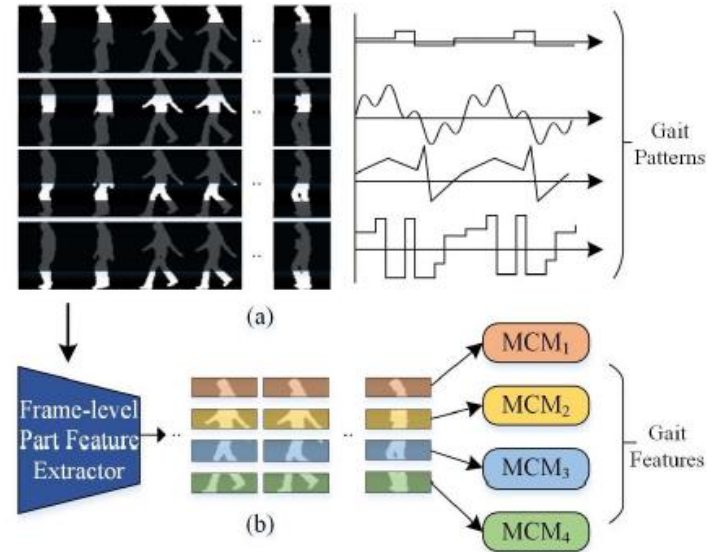 Gait
Patterns
(a)
Frame-level
Part Feature
Extractor
MCM1
MCM2
MCM3
MCM4
Gait
Features
(b)